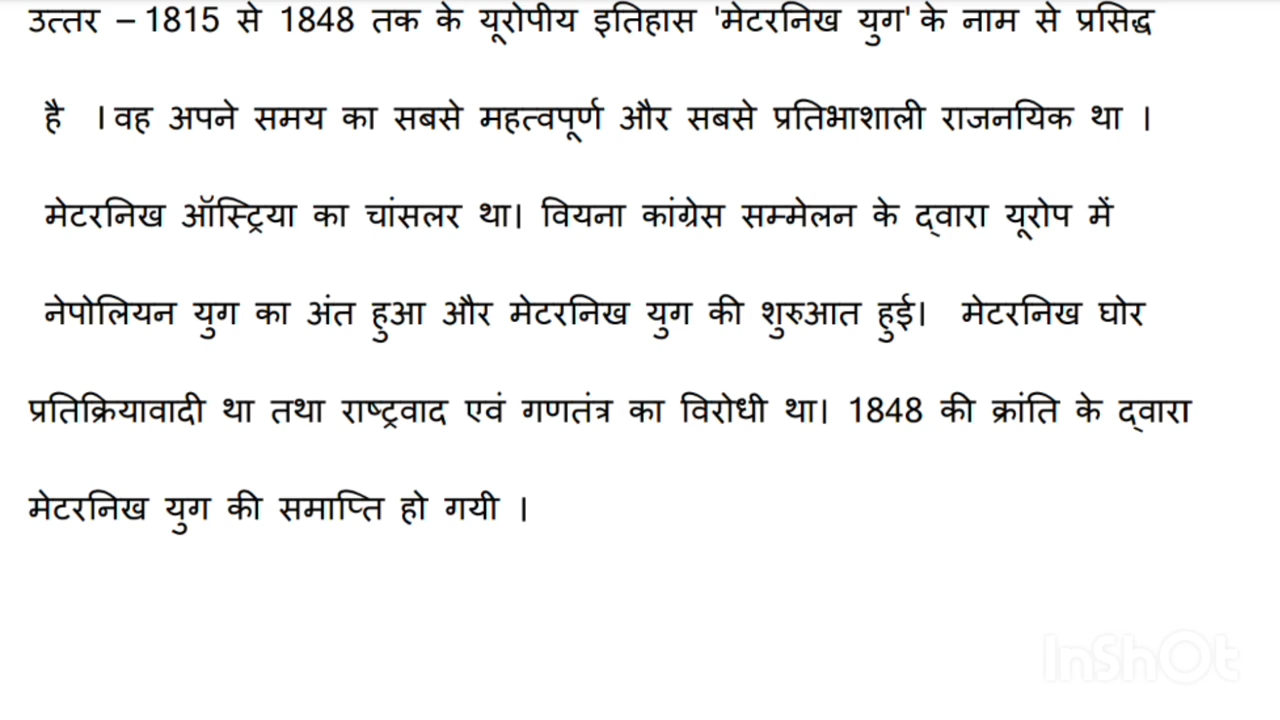 उत्तर – 1815 से 1848 तक के यूरोपीय इतिहास 'मेटरनिख युग' के नाम से प्रसिद्ध
है । वह अपने समय का सबसे महत्वपूर्ण और सबसे प्रतिभाशाली राजनयिक था ।
मेटरनिख ऑस्ट्रिया का चांसलर था। वियना कांग्रेस सम्मेलन के द्वारा यूरोप में
नेपोलियन युग का अंत हुआ और मेटरनिख युग की शुरुआत हुई। मेटरनिख घोर
प्रतिक्रियावादी था तथा राष्ट्रवाद एवं गणतंत्र का विरोधी था। 1848 की क्रांति के द्वारा
मेटरनिख युग की समाप्ति हो गयी ।
InShOt